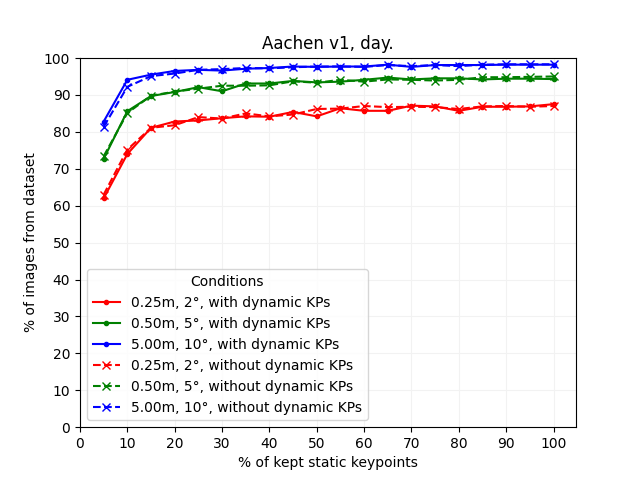 Aachen v1, day.
% of images from dataset
100
90
80
70
60
50
40
30
20
10
0
Conditions
0.25m, 2°, with dynamic KPs
0.50m, 5°, with dynamic KPs
5.00m, 10°, with dynamic KPs
0.25m, 2°, without dynamic KPs
0.50m, 5°, without dynamic KPs
5.00m, 10°, without dynamic KPs
0 10 20 30 40 50 60 70 80 90 100
% of kept static keypoints